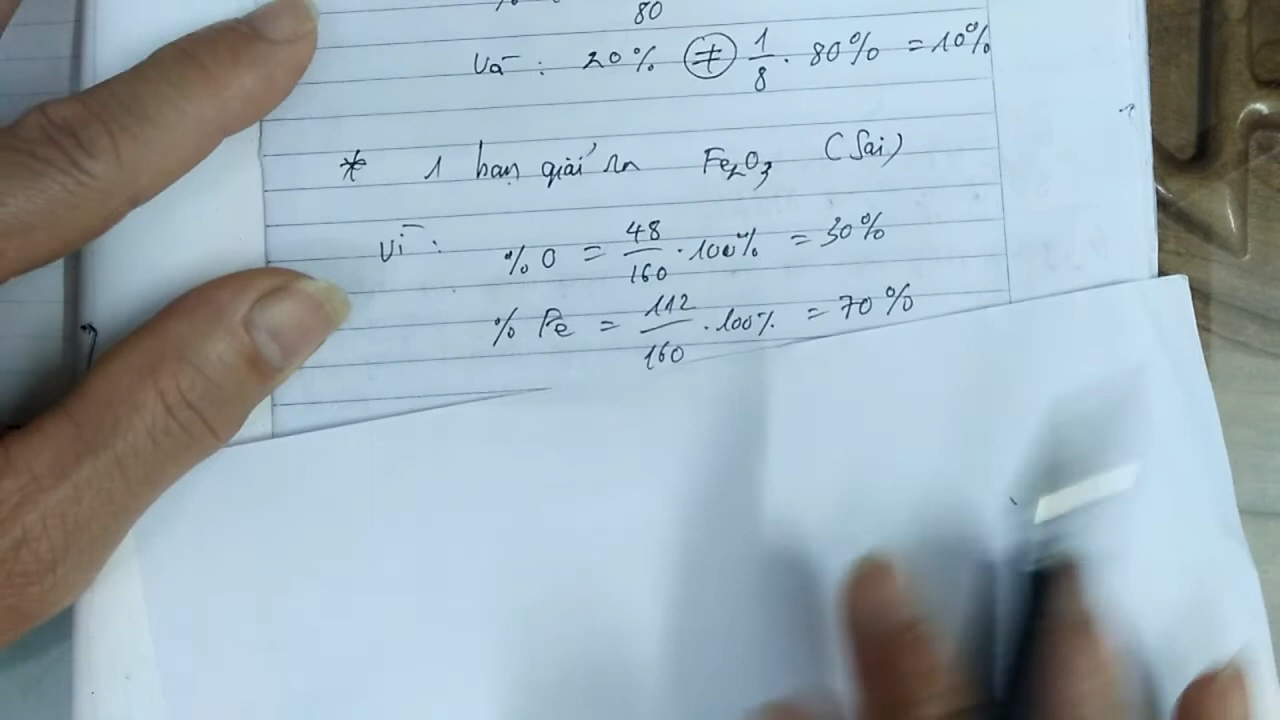 80
Và : 20% ≠ 1/8 . 80% = 10%
* 1 bạn giải ra Fe2O3 (Sai)
Vì : % O = 48/160 . 100% = 30%
% Fe = 112/160 . 100% = 70%